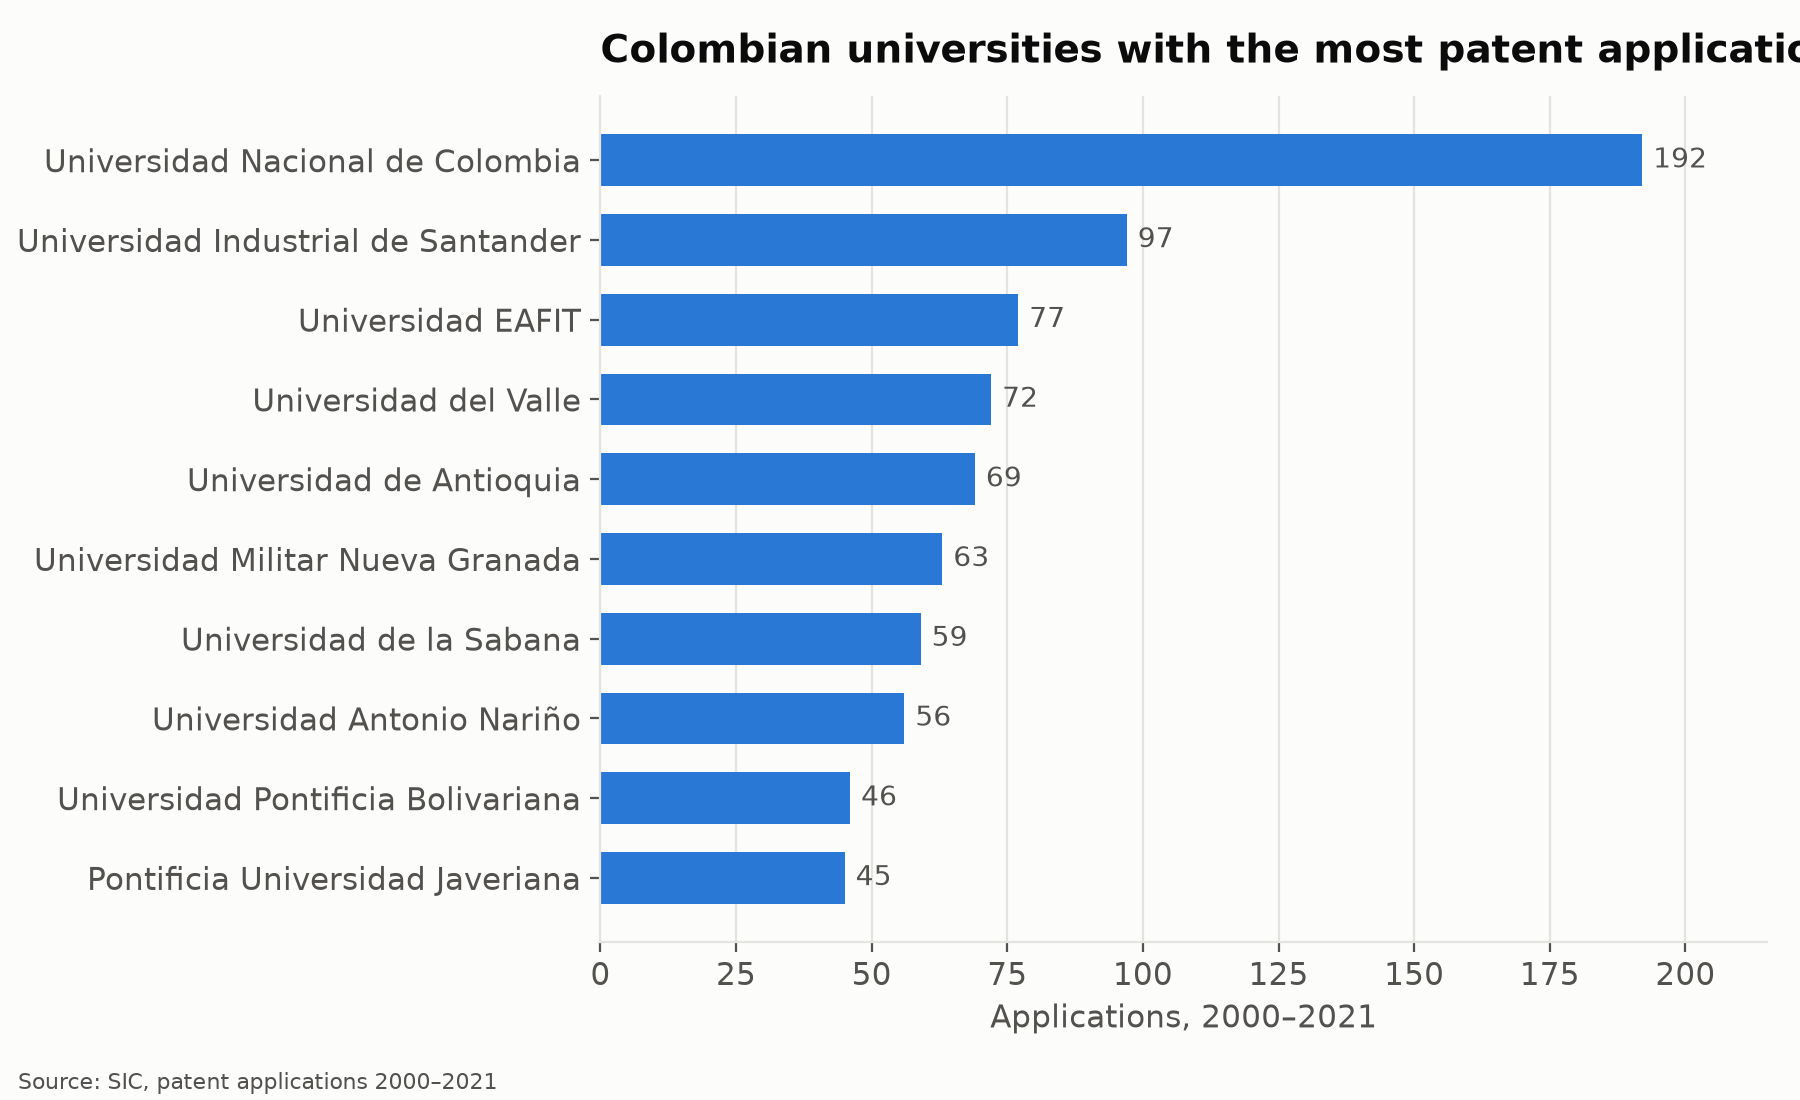 Colombian universities with the most patent applicatio
Universidad Nacional de Colombia 192
Universidad Industrial de Santander 97
Universidad EAFIT 77
Universidad del Valle 72
Universidad de Antioquia 69
Universidad Militar Nueva Granada 63
Universidad de la Sabana 59
Universidad Antonio Nariño 56
Universidad Pontificia Bolivariana 46
Pontificia Universidad Javeriana 45
0 25 50 75 100 125 150 175 200
Applications, 2000–2021
Source: SIC, patent applications 2000–2021